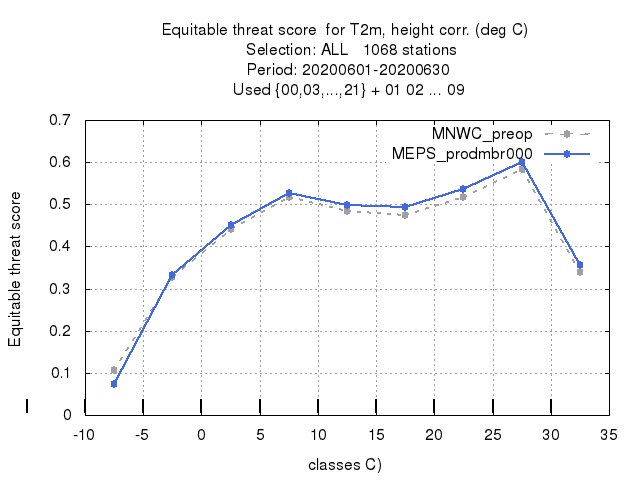 Equitable threat score for T2m, height corr. (deg C)
Selection: ALL 1068 stations
Period: 20200601-20200630
Used {00,03,...,21} + 01 02 ... 09
MNWC_preop
MEPS_prodmbr000
Equitable threat score
0.7
0.6
0.5
0.4
0.3
0.2
0.1
0
-10 -5 0 5 10 15 20 25 30 35
classes C)